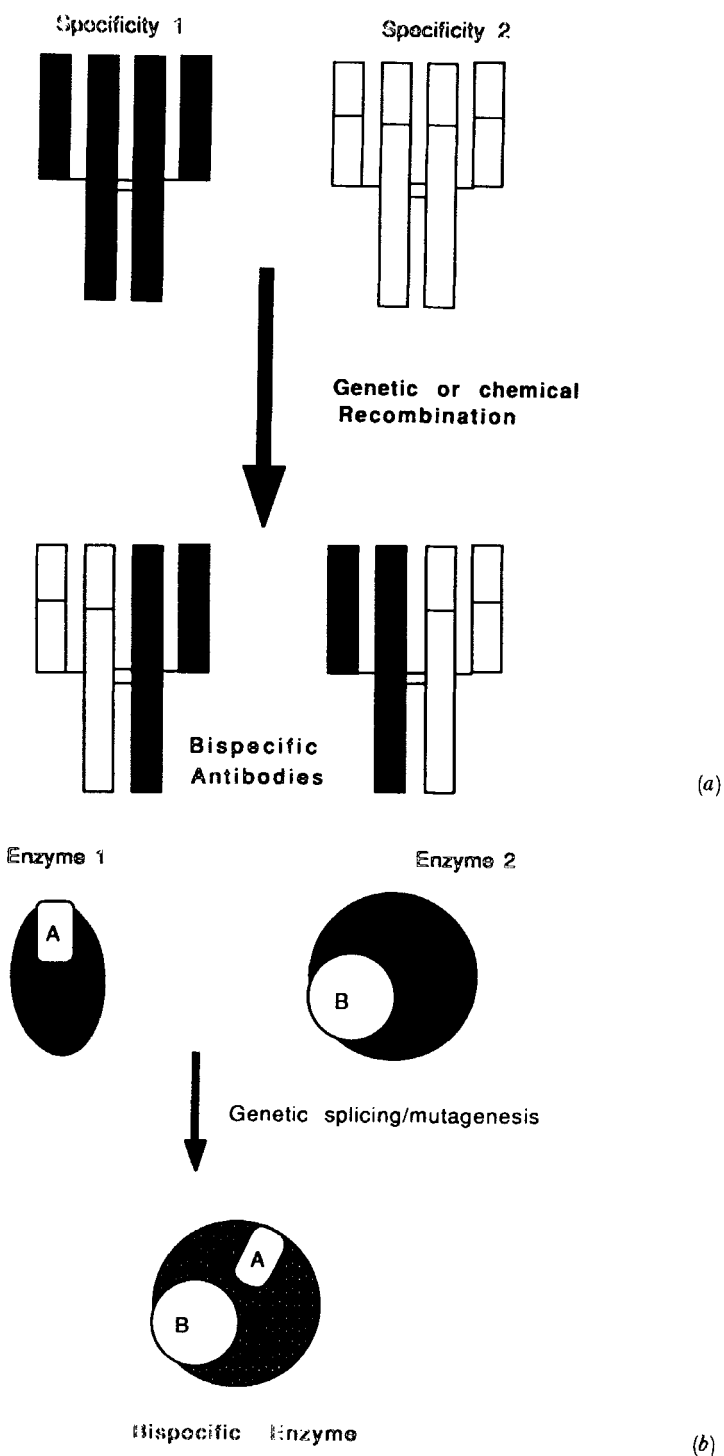 Specificity 1
Specificity 2
Genetic or chemical
Recombination
Bispecific
Antibodies
(a)
Enzyme 1
Enzyme 2
A
B
Genetic splicing/mutagenesis
A
B
Bispecific Enzyme
(b)